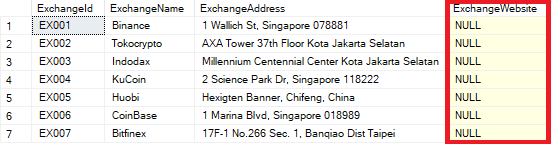 ExchangeId ExchangeName ExchangeAddress ExchangeWebsite
1 EX001 Binance 1 Wallich St, Singapore 078881 NULL
2 EX002 Tokocrypto AXA Tower 37th Floor Kota Jakarta Selatan NULL
3 EX003 Indodax Millennium Centennial Center Kota Jakarta Selatan NULL
4 EX004 KuCoin 2 Science Park Dr, Singapore 118222 NULL
5 EX005 Huobi Hexigten Banner, Chifeng, China NULL
6 EX006 CoinBase 1 Marina Blvd, Singapore 018989 NULL
7 EX007 Bitfinex 17F-1 No.266 Sec. 1, Banqiao Dist Taipei NULL